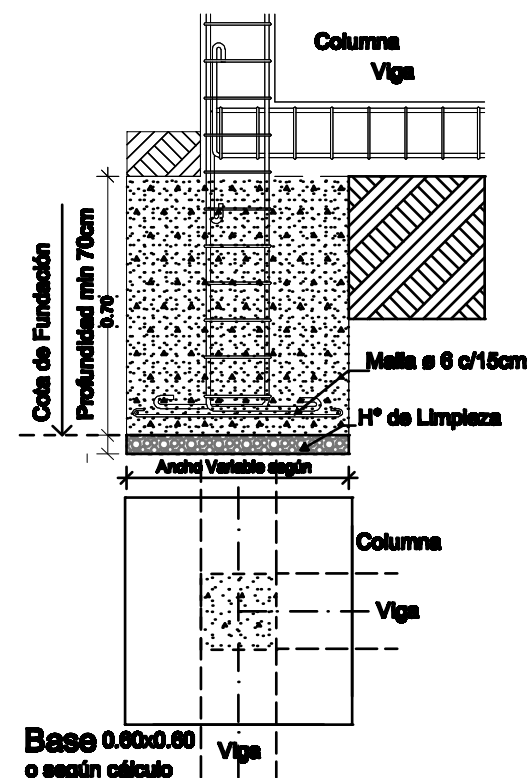 Columna
Viga
Cota de Fundación
Profundidad min 70cm
0.70
Malla ø 6 c/15cm
Hº de Limpieza
Ancho Variable según
Columna
Viga
Base 0.60x0.60
o según cálculo
Viga